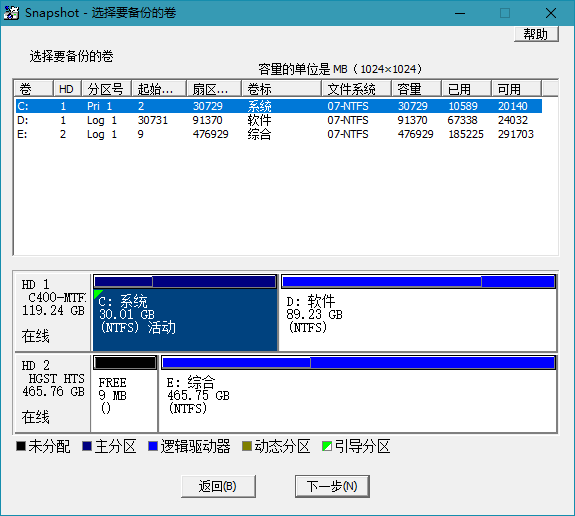 Snapshot - 选择要备份的卷
帮助
选择要备份的卷
容量的单位是 MB（1024×1024）
卷 HD 分区号 起始... 扇区... 卷标 文件系统 容量 已用 可用
C: 1 Pri 1 2 30729 系统 07-NTFS 30729 10589 20140
D: 1 Log 1 30731 91370 软件 07-NTFS 91370 67338 24032
E: 2 Log 1 9 476929 综合 07-NTFS 476929 185225 291703
HD 1
C400-MTF
119.24 GB
在线
C: 系统
30.01 GB
(NTFS) 活动
D: 软件
89.23 GB
(NTFS)
HD 2
HGST HTS
465.76 GB
在线
FREE
9 MB
()
E: 综合
465.75 GB
(NTFS)
未分配 主分区 逻辑驱动器 动态分区 引导分区
返回(B) 下一步(N)